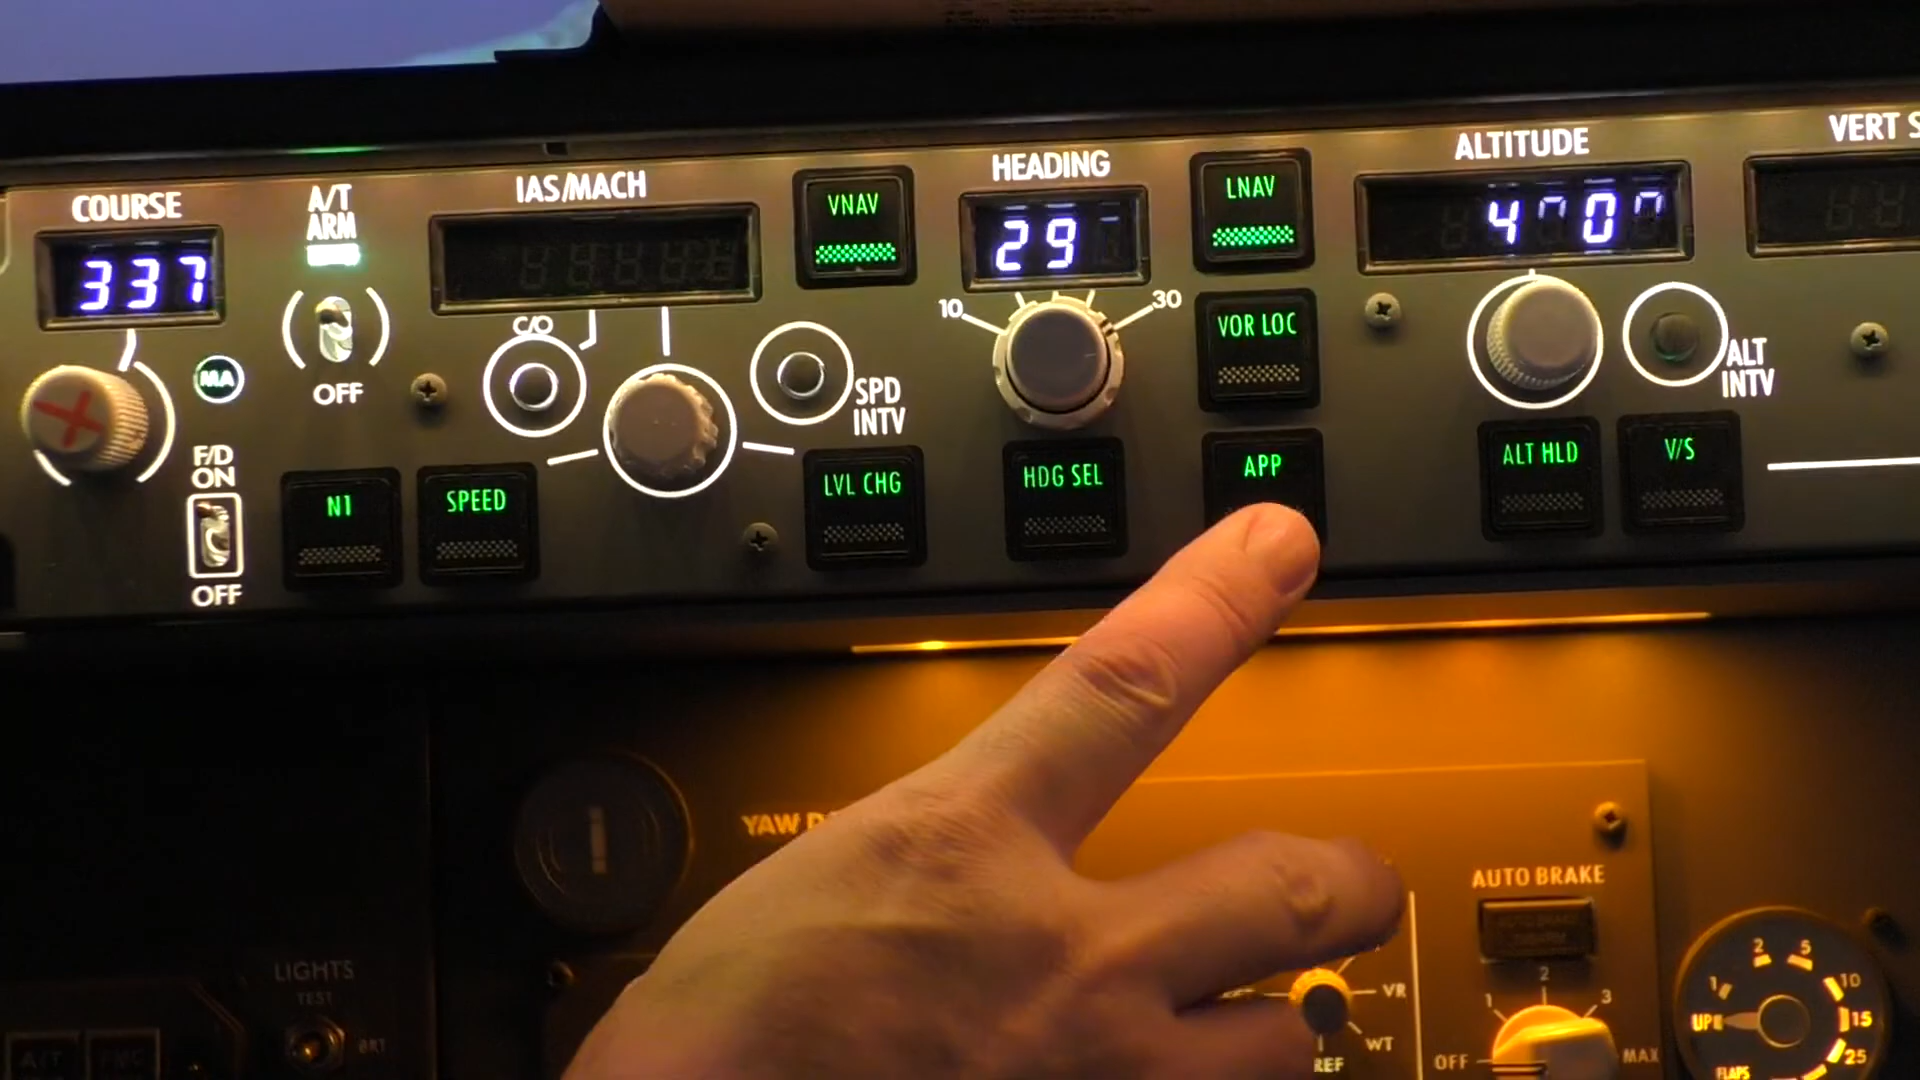 COURSE
337
A/T
ARM
OFF
MA
F/D
ON
OFF
IAS/MACH
C/O
SPD
INTV
N1
SPEED
VNAV
LVL CHG
HEADING
29
10
30
HDG SEL
LNAV
VOR LOC
APP
ALTITUDE
ALT
INTV
ALT HLD
V/S
VERT S
YAW D
LIGHTS
TEST
BRT
A/T
VR
WT
REF
AUTO BRAKE
OFF
1
2
3
MAX
UP
1
2
5
10
15
25
FLAPS